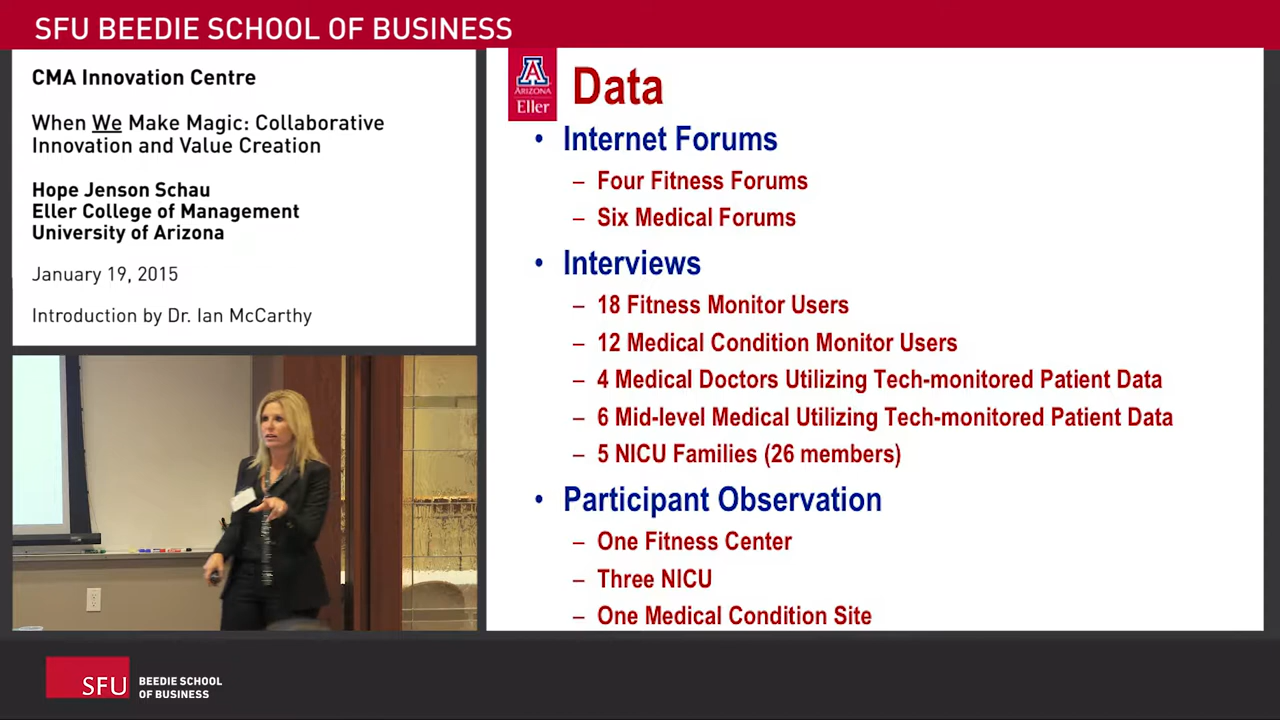 SFU BEEDIE SCHOOL OF BUSINESS
CMA Innovation Centre
When We Make Magic: Collaborative
Innovation and Value Creation
Hope Jenson Schau
Eller College of Management
University of Arizona
January 19, 2015
Introduction by Dr. Ian McCarthy
A
ARIZONA
Eller
Data
• Internet Forums
– Four Fitness Forums
– Six Medical Forums
• Interviews
– 18 Fitness Monitor Users
– 12 Medical Condition Monitor Users
– 4 Medical Doctors Utilizing Tech-monitored Patient Data
– 6 Mid-level Medical Utilizing Tech-monitored Patient Data
– 5 NICU Families (26 members)
• Participant Observation
– One Fitness Center
– Three NICU
– One Medical Condition Site
SFU
BEEDIE SCHOOL
OF BUSINESS